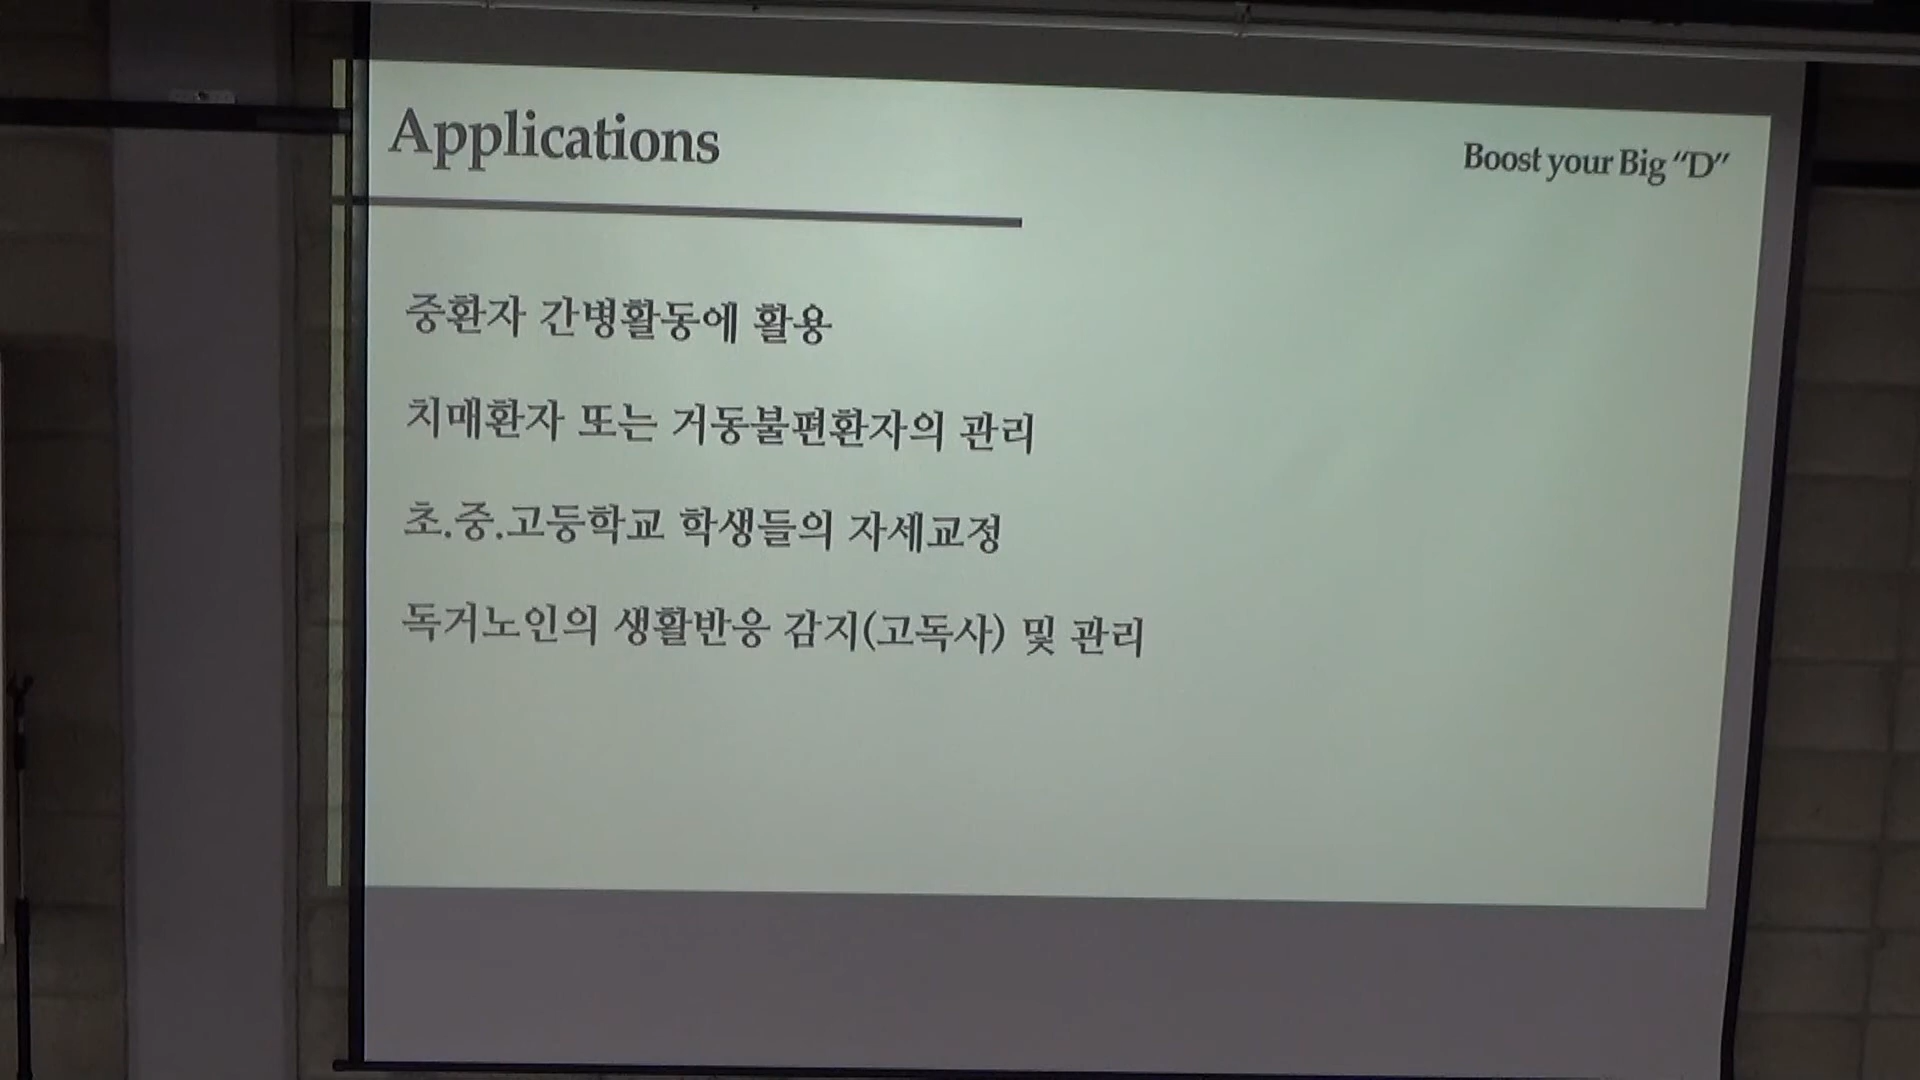 Applications
Boost your Big “D”
중환자 간병활동에 활용
치매환자 또는 거동불편환자의 관리
초.중.고등학교 학생들의 자세교정
독거노인의 생활반응 감지(고독사) 및 관리